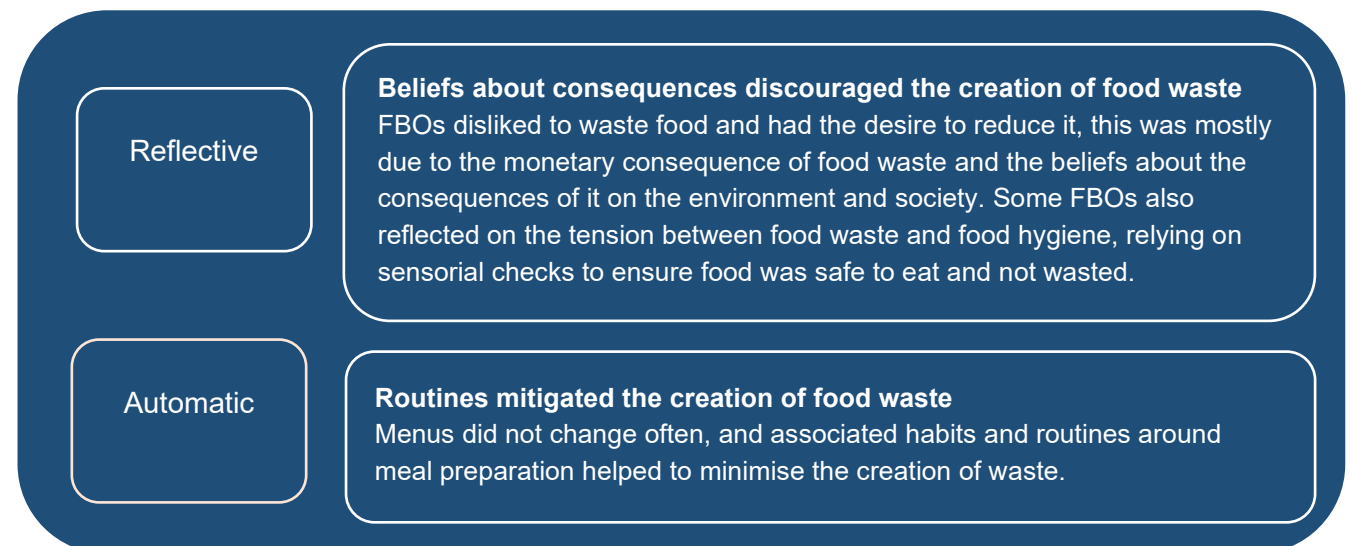 Reflective
Beliefs about consequences discouraged the creation of food waste
FBOs disliked to waste food and had the desire to reduce it, this was mostly
due to the monetary consequence of food waste and the beliefs about the
consequences of it on the environment and society. Some FBOs also
reflected on the tension between food waste and food hygiene, relying on
sensorial checks to ensure food was safe to eat and not wasted.
Automatic
Routines mitigated the creation of food waste
Menus did not change often, and associated habits and routines around
meal preparation helped to minimise the creation of waste.